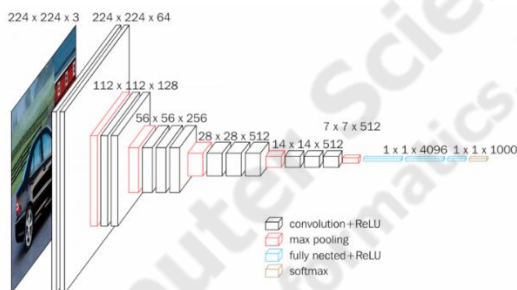 224 x 224 x 3
224 x 224 x 64
112 x 112 x 128
56 x 56 x 256
28 x 28 x 512
14 x 14 x 512
7 x 7 x 512
1 x 1 x 4096
1 x 1 x 1000
convolution+ReLU
max pooling
fully nected+ReLU
softmax